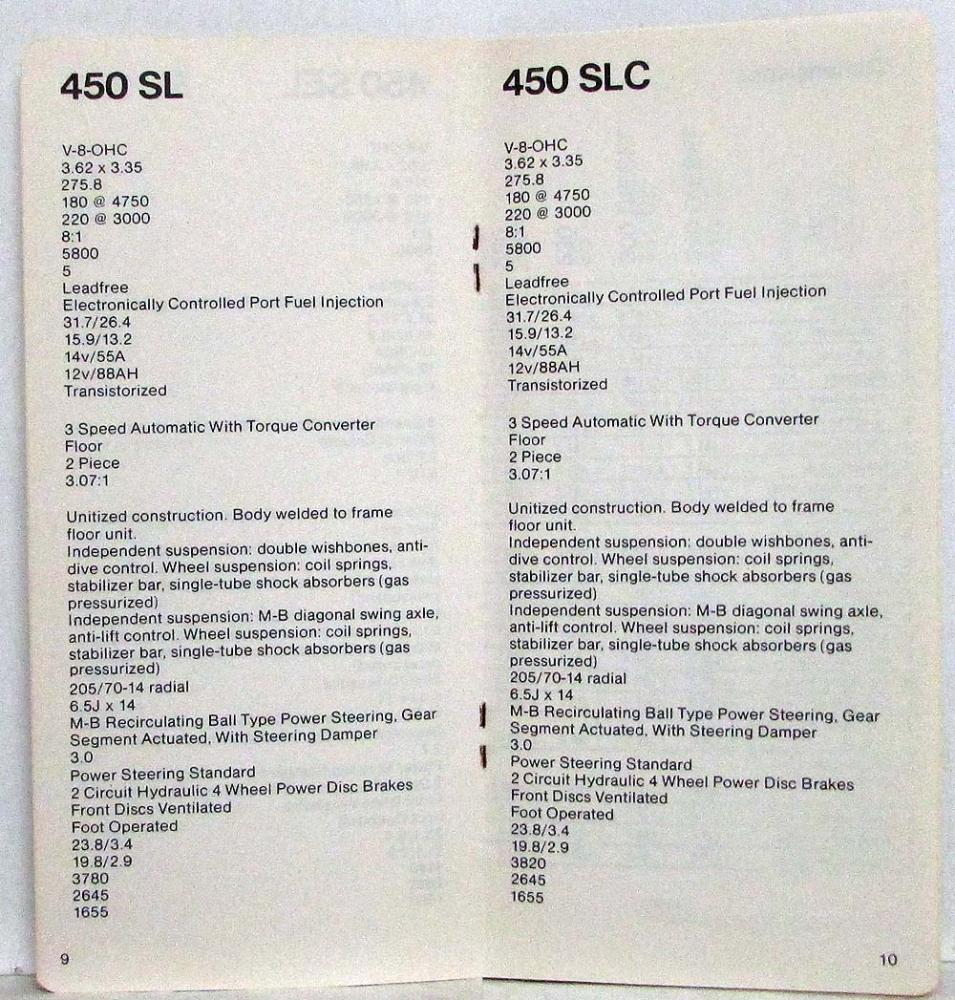 450 SL
V-8-OHC
3.62 x 3.35
275.8
180 @ 4750
220 @ 3000
8:1
5800
5
Leadfree
Electronically Controlled Port Fuel Injection
31.7/26.4
15.9/13.2
14v/55A
12v/88AH
Transistorized
3 Speed Automatic With Torque Converter
Floor
2 Piece
3.07:1
Unitized construction. Body welded to frame
floor unit.
Independent suspension: double wishbones, anti-
dive control. Wheel suspension: coil springs,
stabilizer bar, single-tube shock absorbers (gas
pressurized)
Independent suspension: M-B diagonal swing axle,
anti-lift control. Wheel suspension: coil springs,
stabilizer bar, single-tube shock absorbers (gas
pressurized)
205/70-14 radial
6.5J x 14
M-B Recirculating Ball Type Power Steering, Gear
Segment Actuated, With Steering Damper
3.0
Power Steering Standard
2 Circuit Hydraulic 4 Wheel Power Disc Brakes
Front Discs Ventilated
Foot Operated
23.8/3.4
19.8/2.9
3780
2645
1655
9
450 SLC
V-8-OHC
3.62 x 3.35
275.8
180 @ 4750
220 @ 3000
8:1
5800
5
Leadfree
Electronically Controlled Port Fuel Injection
31.7/26.4
15.9/13.2
14v/55A
12v/88AH
Transistorized
3 Speed Automatic With Torque Converter
Floor
2 Piece
3.07:1
Unitized construction. Body welded to frame
floor unit.
Independent suspension: double wishbones, anti-
dive control. Wheel suspension: coil springs,
stabilizer bar, single-tube shock absorbers (gas
pressurized)
Independent suspension: M-B diagonal swing axle,
anti-lift control. Wheel suspension: coil springs,
stabilizer bar, single-tube shock absorbers (gas
pressurized)
205/70-14 radial
6.5J x 14
M-B Recirculating Ball Type Power Steering, Gear
Segment Actuated, With Steering Damper
3.0
Power Steering Standard
2 Circuit Hydraulic 4 Wheel Power Disc Brakes
Front Discs Ventilated
Foot Operated
23.8/3.4
19.8/2.9
3820
2645
1655
10